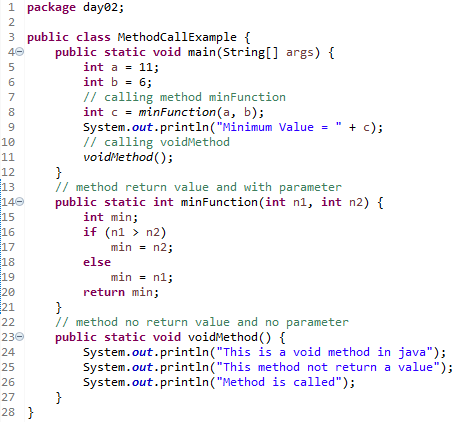 1 package day02;
2
3 public class MethodCallExample {
4     public static void main(String[] args) {
5         int a = 11;
6         int b = 6;
7         // calling method minFunction
8         int c = minFunction(a, b);
9         System.out.println("Minimum Value = " + c);
10         // calling voidMethod
11         voidMethod();
12     }
13     // method return value and with parameter
14     public static int minFunction(int n1, int n2) {
15         int min;
16         if (n1 > n2)
17             min = n2;
18         else
19             min = n1;
20         return min;
21     }
22     // method no return value and no parameter
23     public static void voidMethod() {
24         System.out.println("This is a void method in java");
25         System.out.println("This method not return a value");
26         System.out.println("Method is called");
27     }
28 }